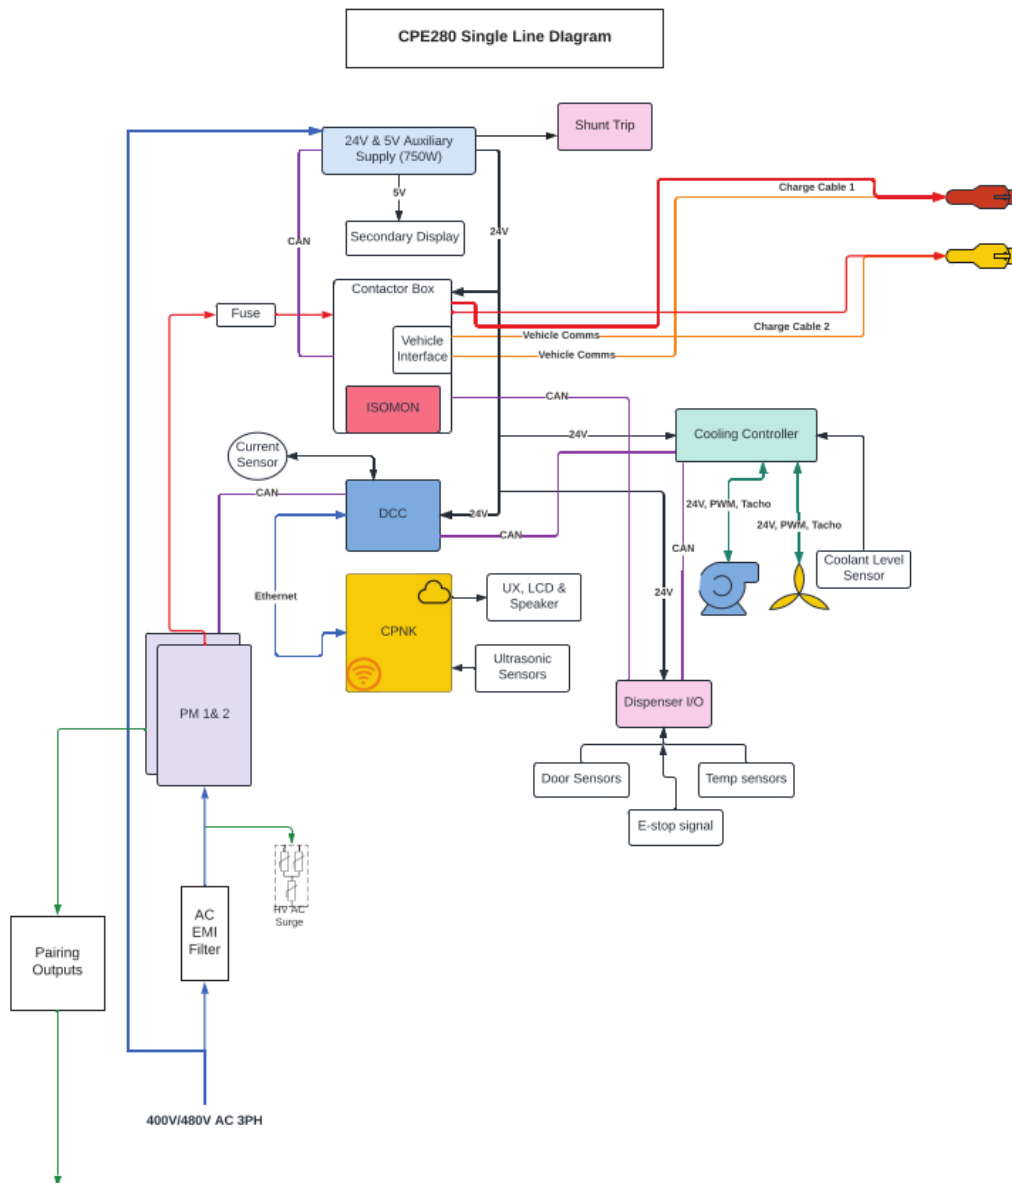 CPE280 Single Line DIagram
Shunt Trip
24V & 5V Auxiliary
Supply (750W)
5V
Charge Cable 1
CAN
24V
Secondary Display
Contactor Box
Fuse
Charge Cable 2
Vehicle Comms
Vehicle
Interface
Vehicle Comms
CAN
ISOMON
24V
Cooling Controller
Current
Sensor
CAN
24V, PWM, Tacho
DCC
24V
24V, PWM, Tacho
CAN
CAN
Coolant Level
Sensor
UX, LCD &
Speaker
Ethernet
24V
CPNK
Ultrasonic
Sensors
Dispenser I/O
PM 1& 2
Door Sensors
Temp sensors
E-stop signal
HV AC
Surge
AC
EMI
Filter
Pairing
Outputs
400V/480V AC 3PH